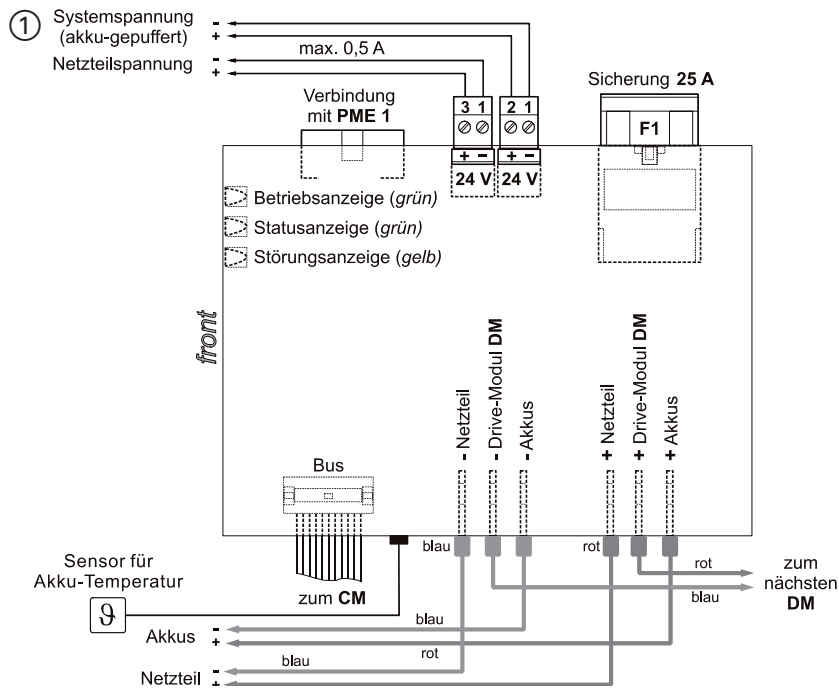 ①
Systemspannung -
(akku-gepuffert) +
max. 0,5 A
Netzteilspannung -
+
Sicherung 25 A
Verbindung
mit PME 1
3 1 2 1
F1
+ - + -
24 V 24 V
Betriebsanzeige (grün)
Statusanzeige (grün)
Störungsanzeige (gelb)
front
- Netzteil
- Drive-Modul DM
- Akkus
+ Netzteil
+ Drive-Modul DM
+ Akkus
Bus
blau
rot
Sensor für
Akku-Temperatur
ϑ
zum CM
rot
blau
zum
nächsten
DM
Akkus -
+
blau
rot
Netzteil -
+
blau